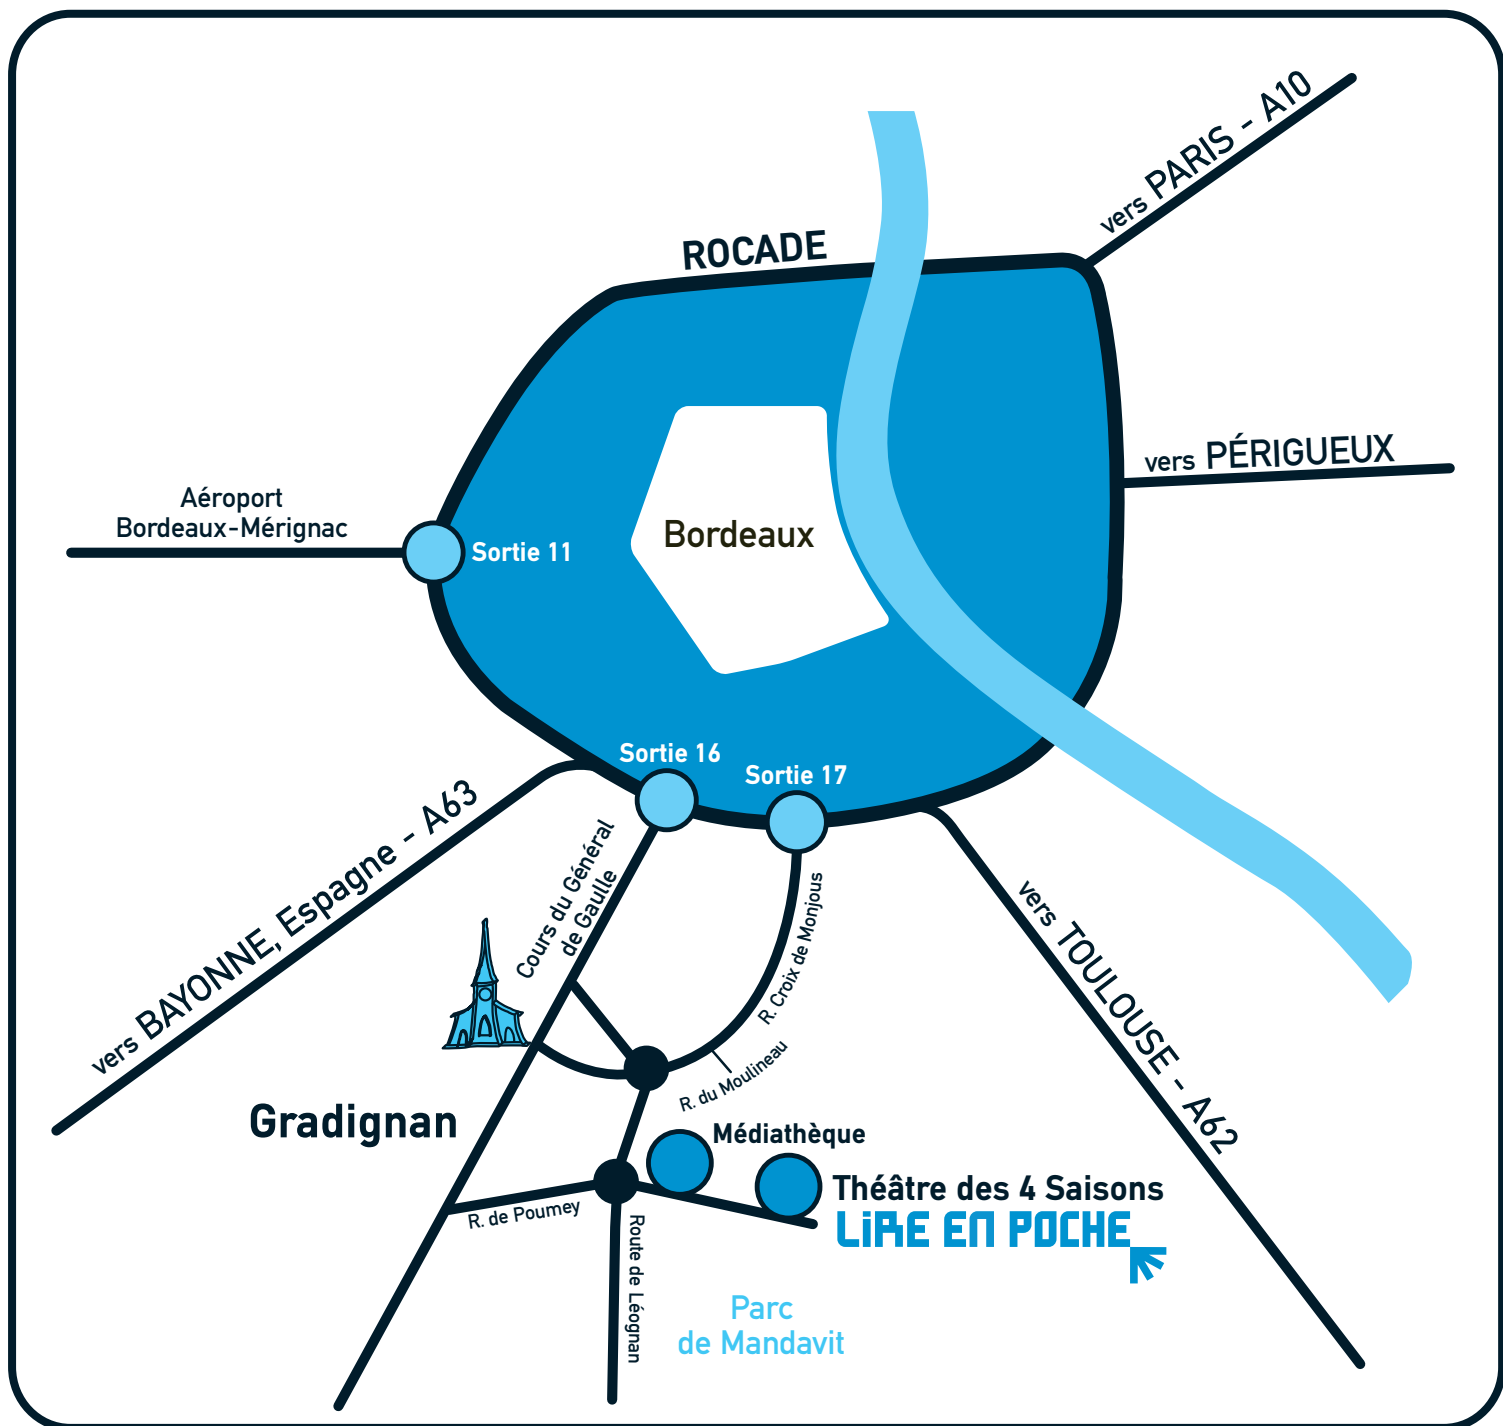 vers PARIS - A10
ROCADE
vers PÉRIGUEUX
Aéroport
Bordeaux-Mérignac
Sortie 11
Bordeaux
Sortie 16
Sortie 17
vers BAYONNE, Espagne - A63
Cours du Général
de Gaulle
R. Croix de Monjous
vers TOULOUSE - A62
R. du Moulineau
Gradignan
Médiathèque
Théâtre des 4 Saisons
LiRE EN POCHE
R. de Poumey
Route de Léognan
Parc
de Mandavit